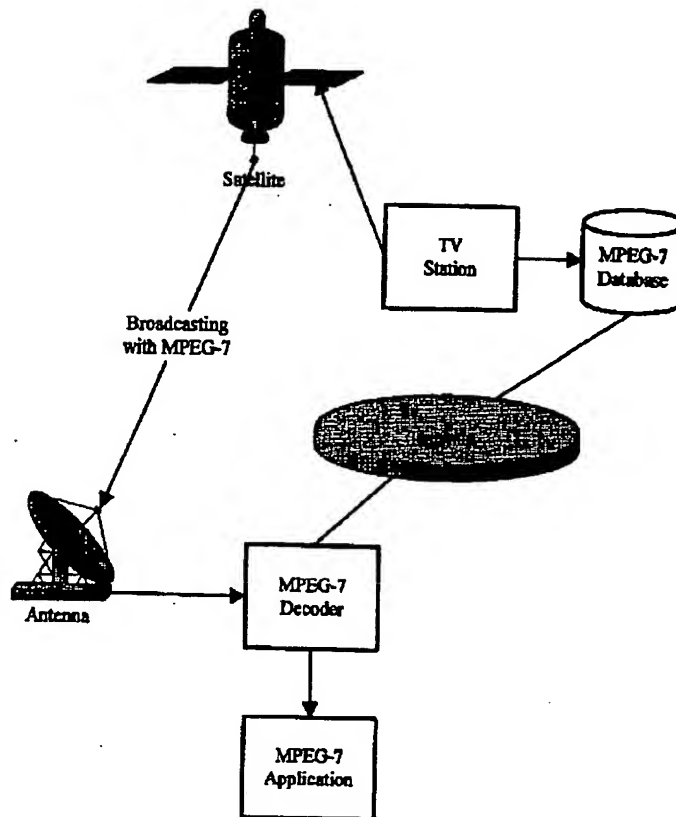 Satellite
TV
Station
MPEG-7
Database
Broadcasting
with MPEG-7
Antenna
MPEG-7
Decoder
MPEG-7
Application